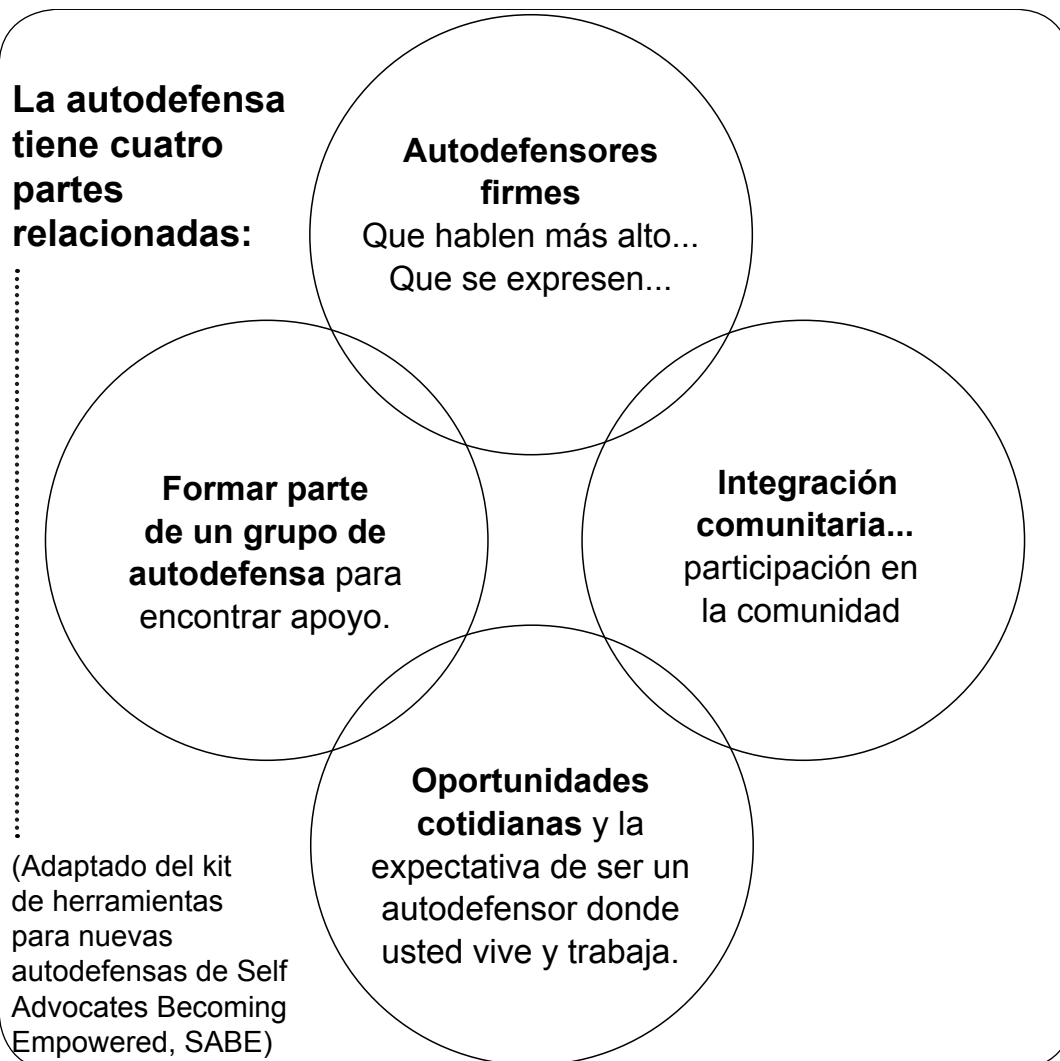 La autodefensa
tiene cuatro
partes
relacionadas:
Autodefensores
firmes
Que hablen más alto...
Que se expresen...
Formar parte
de un grupo de
autodefensa para
encontrar apoyo.
Integración
comunitaria...
participación en
la comunidad
Oportunidades
cotidianas y la
expectativa de ser un
autodefensor donde
usted vive y trabaja.
(Adaptado del kit
de herramientas
para nuevas
autodefensas de Self
Advocates Becoming
Empowered, SABE)